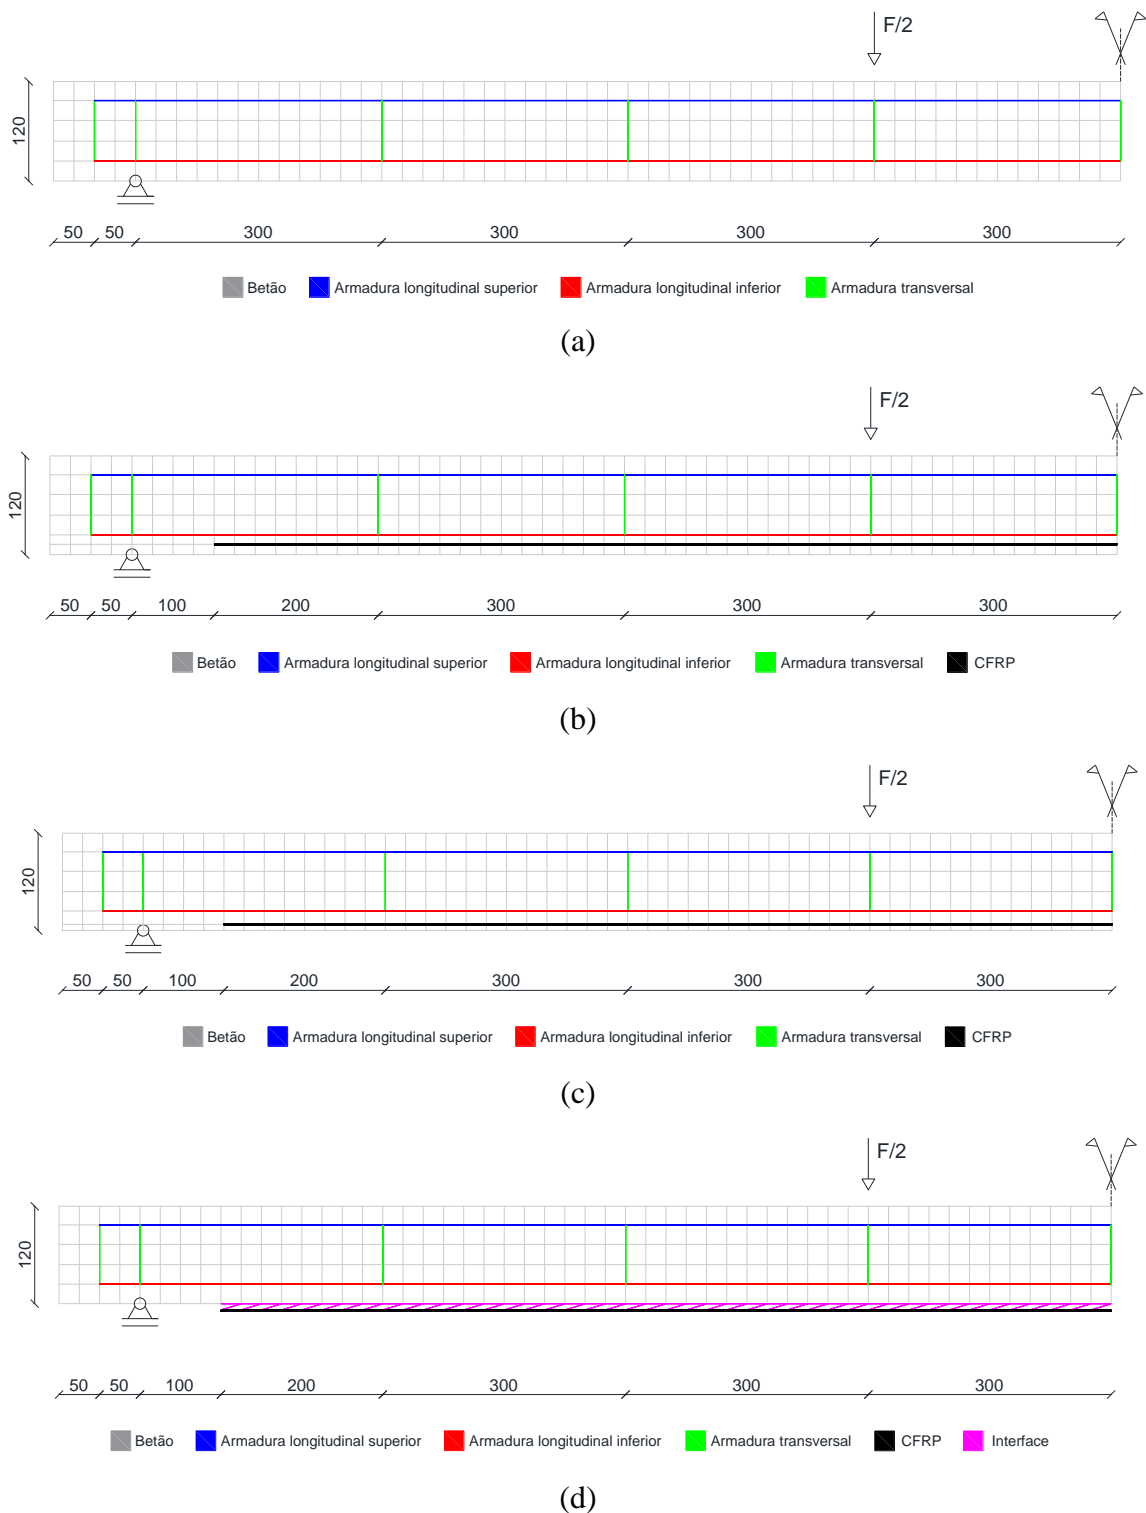 F/2
120
50 50 300 300 300 300
Betão Armadura longitudinal superior Armadura longitudinal inferior Armadura transversal
(a)
F/2
120
50 50 100 200 300 300 300
Betão Armadura longitudinal superior Armadura longitudinal inferior Armadura transversal CFRP
(b)
F/2
120
50 50 100 200 300 300 300
Betão Armadura longitudinal superior Armadura longitudinal inferior Armadura transversal CFRP
(c)
F/2
120
50 50 100 200 300 300 300
Betão Armadura longitudinal superior Armadura longitudinal inferior Armadura transversal CFRP Interface
(d)